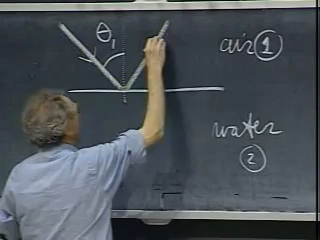 θ1
air ①
water
②